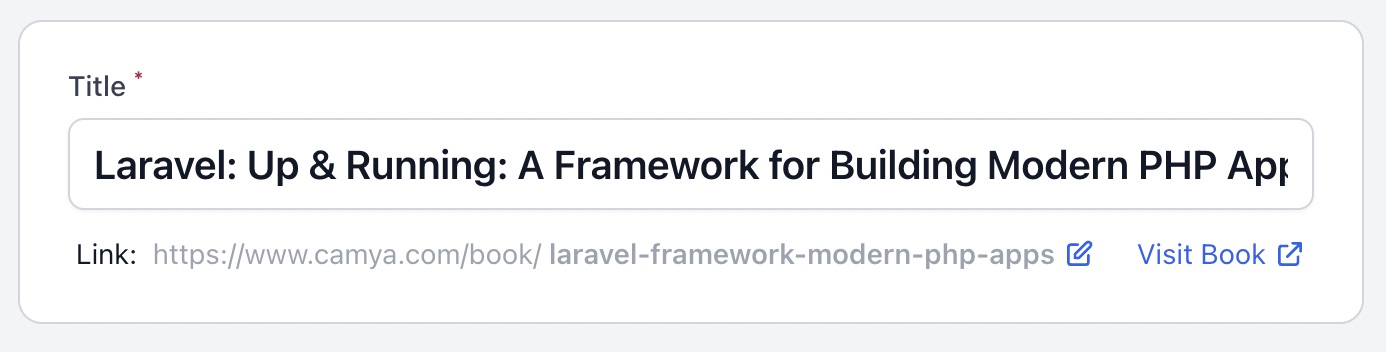 Title *
Laravel: Up & Running: A Framework for Building Modern PHP App
Link: https://www.camya.com/book/ laravel-framework-modern-php-apps Visit Book